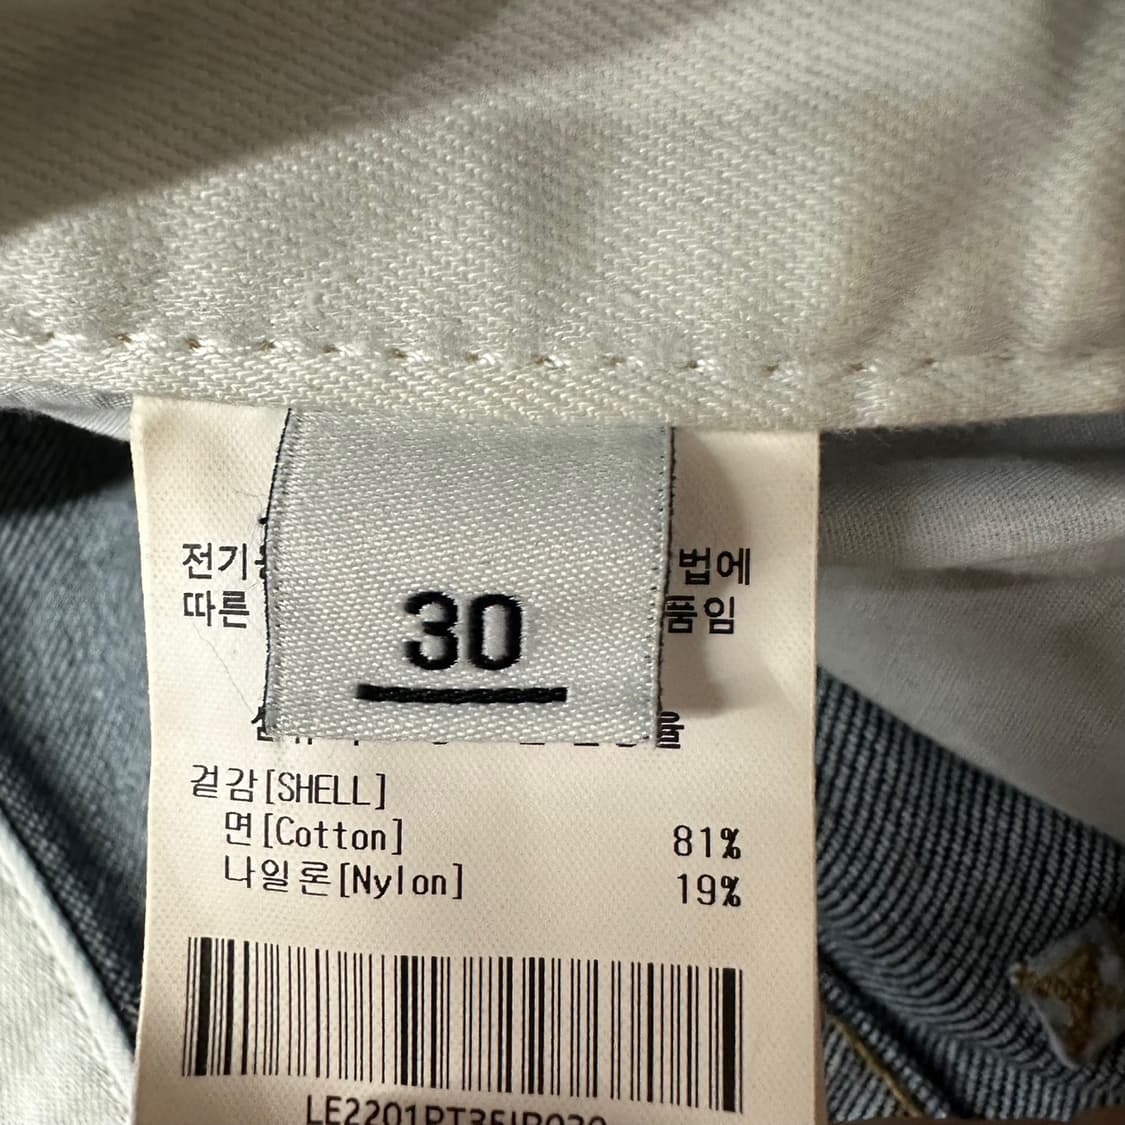 30
전기 법에
따른 품임
겉감[SHELL]
면[Cotton] 81%
나일론[Nylon] 19%